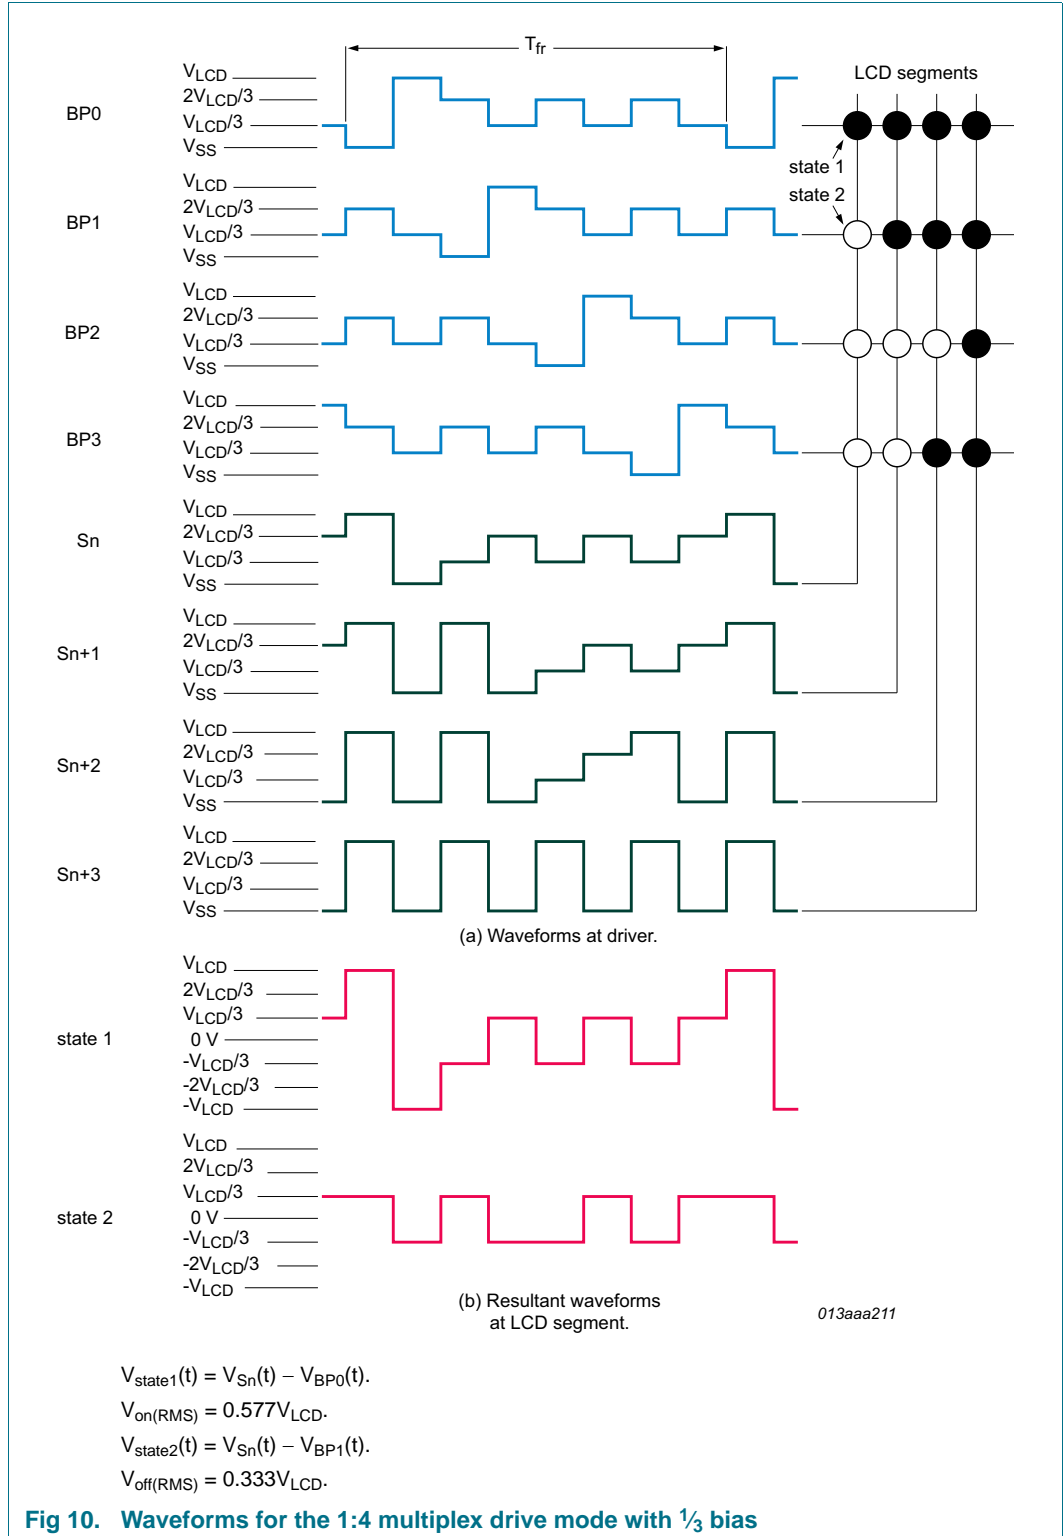 Tfr
VLCD
2VLCD/3
BP0
VLCD/3
VSS
LCD segments
state 1
VLCD
state 2
2VLCD/3
BP1
VLCD/3
VSS
VLCD
2VLCD/3
BP2
VLCD/3
VSS
VLCD
2VLCD/3
BP3
VLCD/3
VSS
VLCD
2VLCD/3
Sn
VLCD/3
VSS
VLCD
2VLCD/3
Sn+1
VLCD/3
VSS
VLCD
2VLCD/3
Sn+2
VLCD/3
VSS
VLCD
2VLCD/3
Sn+3
VLCD/3
VSS
(a) Waveforms at driver.
VLCD
2VLCD/3
VLCD/3
state 1
0 V
-VLCD/3
-2VLCD/3
-VLCD
VLCD
2VLCD/3
VLCD/3
state 2
0 V
-VLCD/3
-2VLCD/3
-VLCD
(b) Resultant waveforms
at LCD segment.
013aaa211
Vstate1(t) = VSn(t) − VBP0(t).
Von(RMS) = 0.577VLCD.
Vstate2(t) = VSn(t) − VBP1(t).
Voff(RMS) = 0.333VLCD.
Fig 10. Waveforms for the 1:4 multiplex drive mode with 1⁄3 bias